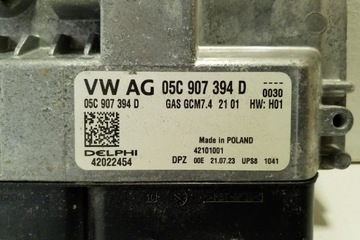 VW AG 05C 907 394 D
0030
05C 907 394 D GAS GCM7.4 21 01 HW: H01
Made in POLAND
DELPHI 42101001
42022454 DPZ 00E 21.07.23 UPS8 1041